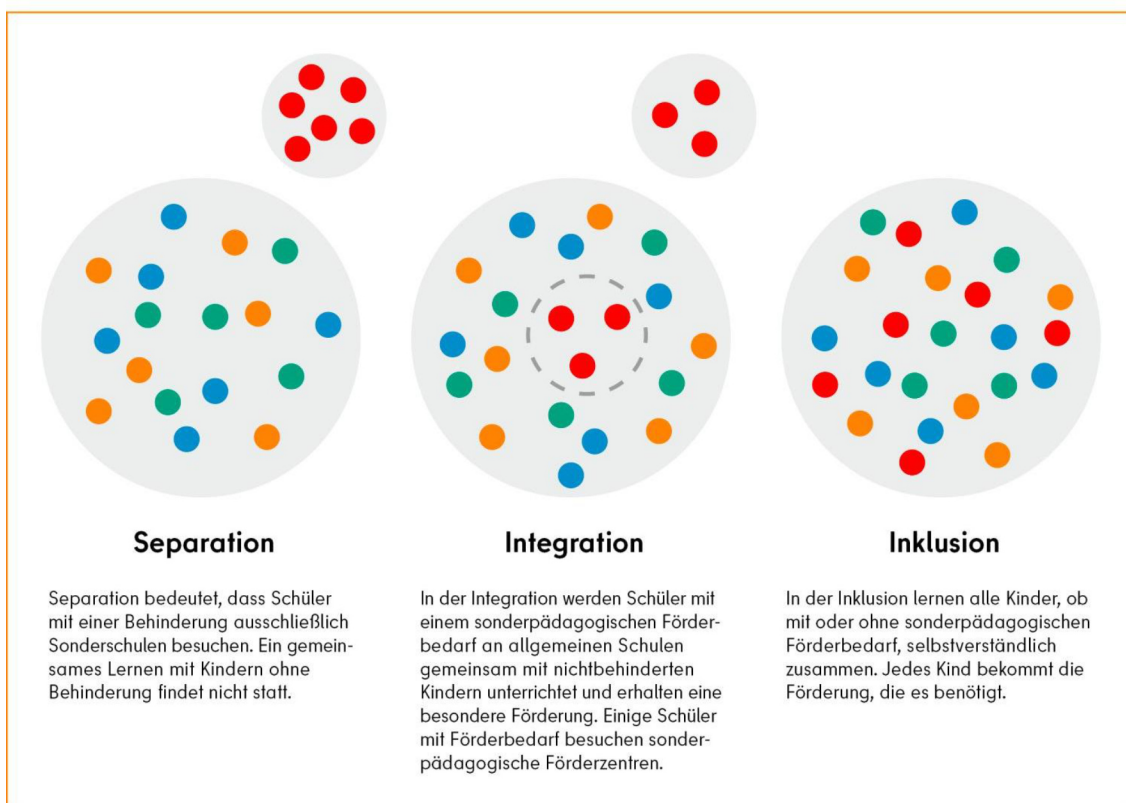 Separation
Separation bedeutet, dass Schüler
mit einer Behinderung ausschließlich
Sonderschulen besuchen. Ein gemein-
sames Lernen mit Kindern ohne
Behinderung findet nicht statt.
Integration
In der Integration werden Schüler mit
einem sonderpädagogischen Förder-
bedarf an allgemeinen Schulen
gemeinsam mit nichtbehinderten
Kindern unterrichtet und erhalten eine
besondere Förderung. Einige Schüler
mit Förderbedarf besuchen sonder-
pädagogische Förderzentren.
Inklusion
In der Inklusion lernen alle Kinder, ob
mit oder ohne sonderpädagogischen
Förderbedarf, selbstverständlich
zusammen. Jedes Kind bekommt die
Förderung, die es benötigt.